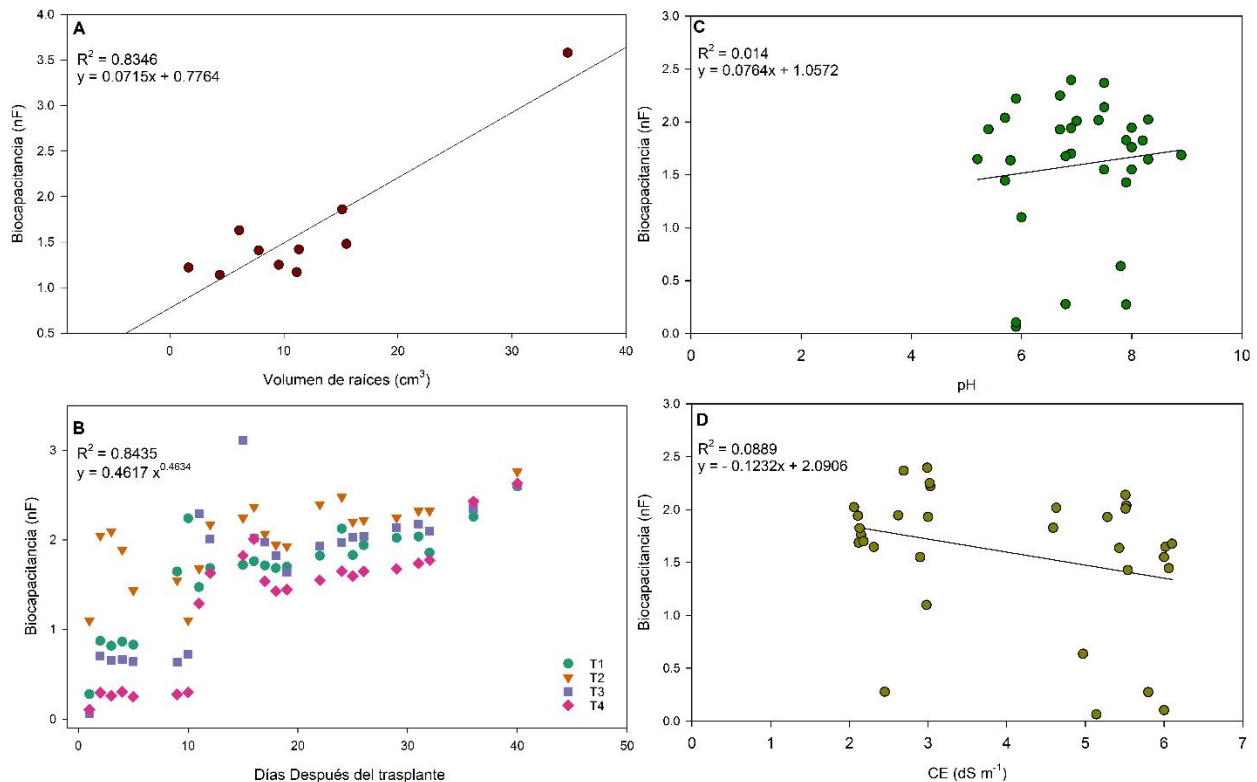 A
R² = 0.8346
y = 0.0715x + 0.7764
Biocapacitancia (nF)
4.0
3.5
3.0
2.5
2.0
1.5
1.0
0.5
0
10
20
30
40
Volumen de raíces (cm³)
C
R² = 0.014
y = 0.0764x + 1.0572
Biocapacitancia (nF)
3.0
2.5
2.0
1.5
1.0
0.5
0.0
0
2
4
6
8
10
pH
B
R² = 0.8435
y = 0.4617 x^0.4634
Biocapacitancia (nF)
3
2
1
0
T1
T2
T3
T4
0
10
20
30
40
50
Días Después del trasplante
D
R² = 0.0889
y = - 0.1232x + 2.0906
Biocapacitancia (nF)
3.0
2.5
2.0
1.5
1.0
0.5
0.0
0
1
2
3
4
5
6
7
CE (dS m⁻¹)